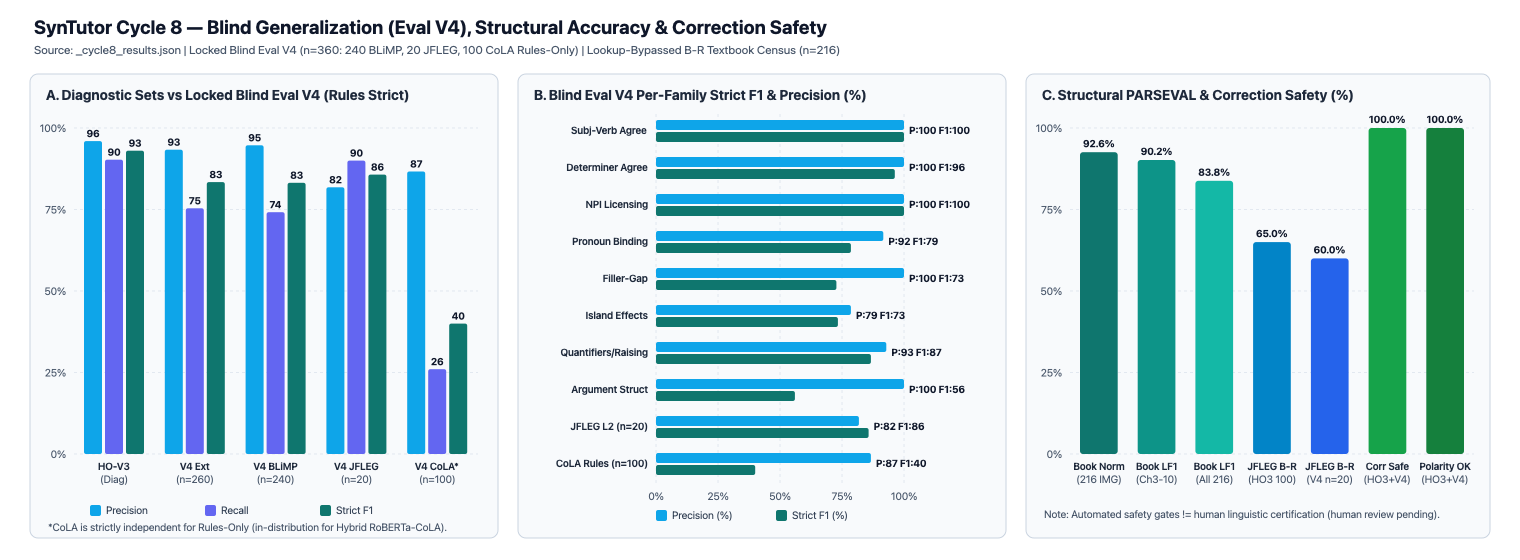 SynTutor Cycle 8 — Blind Generalization (Eval V4), Structural Accuracy & Correction Safety
Source: _cycle8_results.json | Locked Blind Eval V4 (n=360: 240 BLiMP, 20 JFLEG, 100 CoLA Rules-Only) | Lookup-Bypassed B-R Textbook Census (n=216)
A. Diagnostic Sets vs Locked Blind Eval V4 (Rules Strict)
100%
75%
50%
25%
0%
96 90 93
93 75 83
95 74 83
82 90 86
87 26 40
HO-V3 V4 Ext V4 BLiMP V4 JFLEG V4 CoLA*
(Diag) (n=260) (n=240) (n=20) (n=100)
Precision Recall Strict F1
*CoLA is strictly independent for Rules-Only (in-distribution for Hybrid RoBERTa-CoLA).
B. Blind Eval V4 Per-Family Strict F1 & Precision (%)
Subj-Verb Agree P:100 F1:100
Determiner Agree P:100 F1:96
NPI Licensing P:100 F1:100
Pronoun Binding P:92 F1:79
Filler-Gap P:100 F1:73
Island Effects P:79 F1:73
Quantifiers/Raising P:93 F1:87
Argument Struct P:100 F1:56
JFLEG L2 (n=20) P:82 F1:86
CoLA Rules (n=100) P:87 F1:40
0% 25% 50% 75% 100%
Precision (%) Strict F1 (%)
C. Structural PARSEVAL & Correction Safety (%)
100%
75%
50%
25%
0%
92.6% 90.2% 83.8% 65.0% 60.0% 100.0% 100.0%
Book Norm Book LF1 Book LF1 JFLEG B-R JFLEG B-R Corr Safe Polarity OK
(216 IMG) (Ch3-10) (All 216) (HO3 100) (V4 n=20) (HO3+V4) (HO3+V4)
Note: Automated safety gates != human linguistic certification (human review pending).